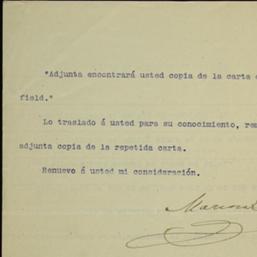 "Adjunta encontrará usted copia de la carta
field."
Lo traslado á usted para su conocimiento,
adjunta copia de la repetida carta.
Renuevo á usted mi consideración.